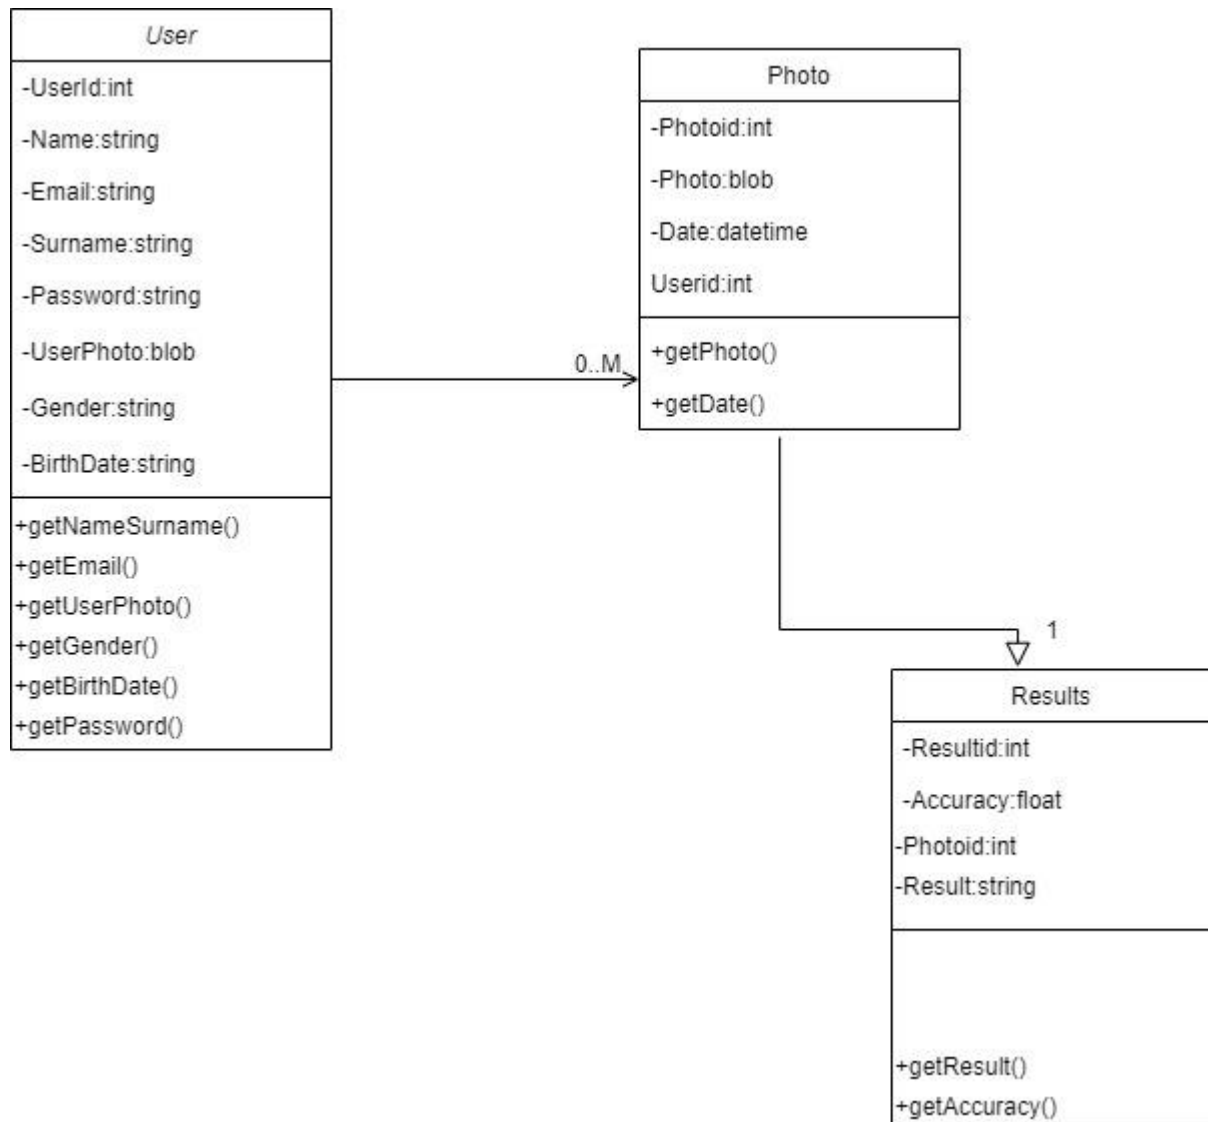 User
-UserId:int
-Name:string
-Email:string
-Surname:string
-Password:string
-UserPhoto:blob
-Gender:string
-BirthDate:string
+getNameSurname()
+getEmail()
+getUserPhoto()
+getGender()
+getBirthDate()
+getPassword()
0..M
Photo
-Photoid:int
-Photo:blob
-Date:datetime
Userid:int
+getPhoto()
+getDate()
1
Results
-Resultid:int
-Accuracy:float
-Photoid:int
-Result:string
+getResult()
+getAccuracy()